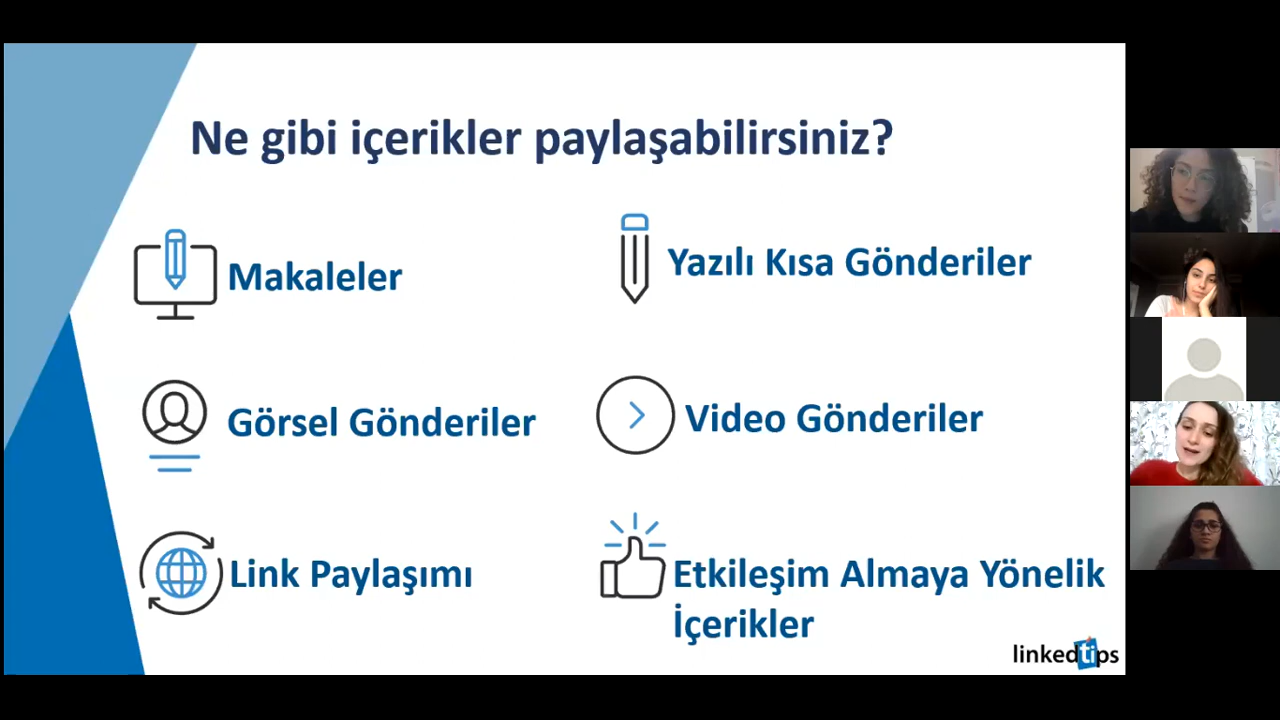 Ne gibi içerikler paylaşabilirsiniz?
Makaleler
Yazılı Kısa Gönderiler
Görsel Gönderiler
Video Gönderiler
Link Paylaşımı
Etkileşim Almaya Yönelik
İçerikler
linkedtips